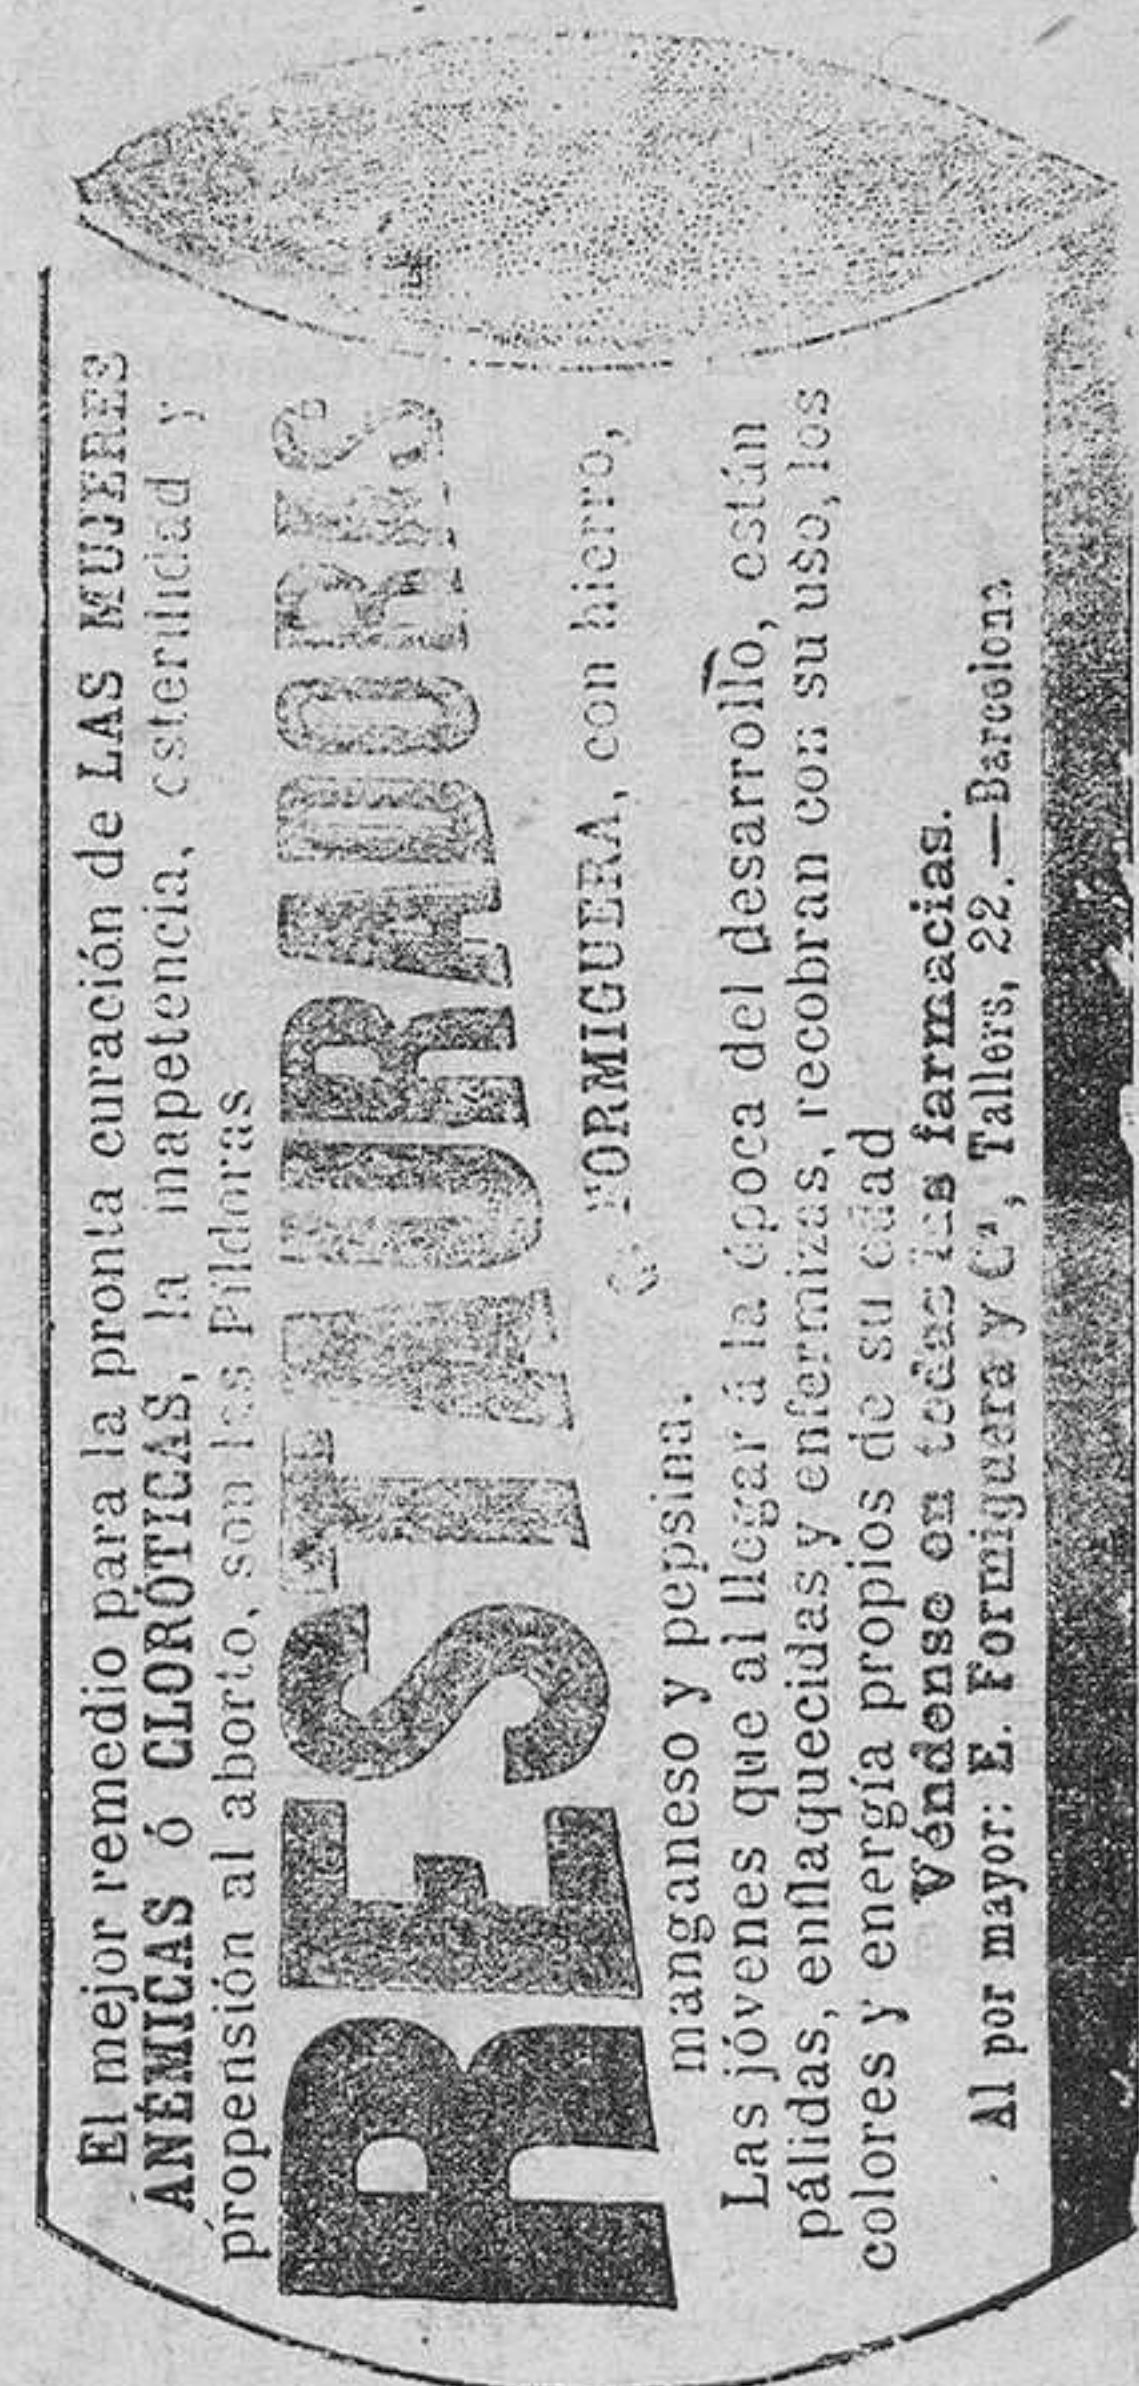 El mejor remedio para la pronta curación de LAS MUJERES
ANÉMICAS ó CLORÓTICAS, la inapetencia, esterilidad y
propensión al aborto, son las Píldoras
RESTAURADORAS
FORMIGUERA, con hierro,
manganeso y pepsina.
Las jóvenes que al llegar á la época del desarrollo, están
pálidas, enflaquecidas y enfermizas, recobran con su uso, los
colores y energía propios de su edad
Véndense en todas las farmacias.
Al por mayor: E. Formiguera y Cª, Tallers, 22.—Barcelona